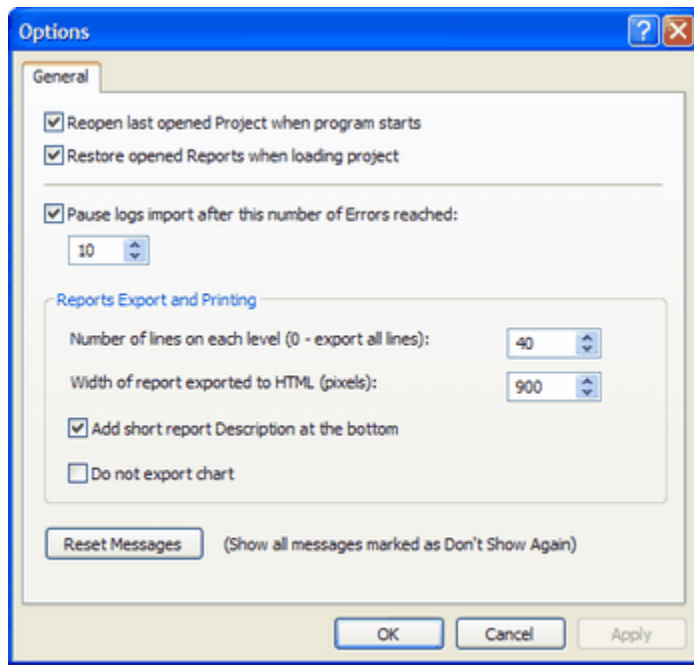 Options
General
Reopen last opened Project when program starts
Restore opened Reports when loading project
Pause logs import after this number of Errors reached:
10
Reports Export and Printing
Number of lines on each level (0 - export all lines): 40
Width of report exported to HTML (pixels): 900
Add short report Description at the bottom
Do not export chart
Reset Messages (Show all messages marked as Don't Show Again)
OK Cancel Apply